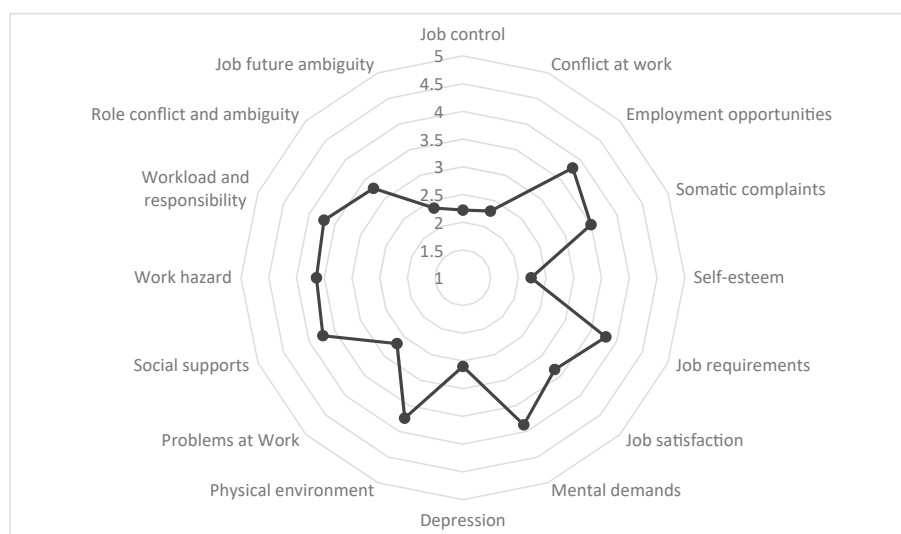 Job control
Job future ambiguity
Conflict at work
Role conflict and ambiguity
Employment opportunities
Workload and
responsibility
Somatic complaints
Work hazard
Self-esteem
Social supports
Job requirements
Problems at Work
Job satisfaction
Physical environment
Mental demands
Depression
5
4.5
4
3.5
3
2.5
2
1.5
1